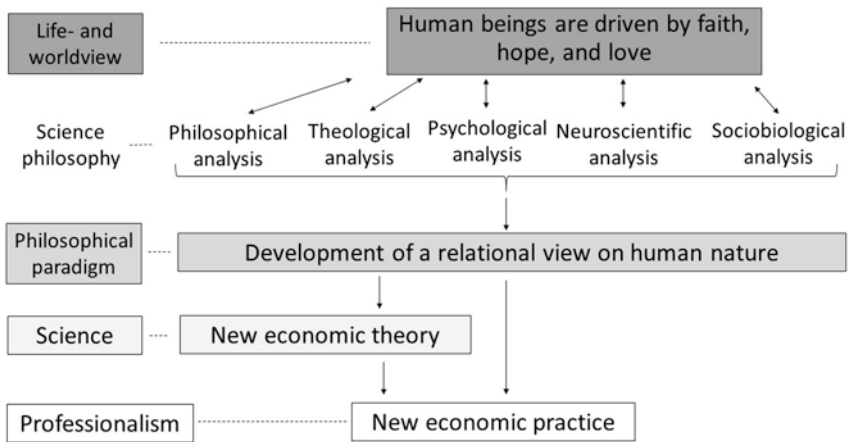 Life- and
worldview
Human beings are driven by faith,
hope, and love
Science
philosophy
Philosophical
analysis
Theological
analysis
Psychological
analysis
Neuroscientific
analysis
Sociobiological
analysis
Philosophical
paradigm
Development of a relational view on human nature
Science
New economic theory
Professionalism
New economic practice